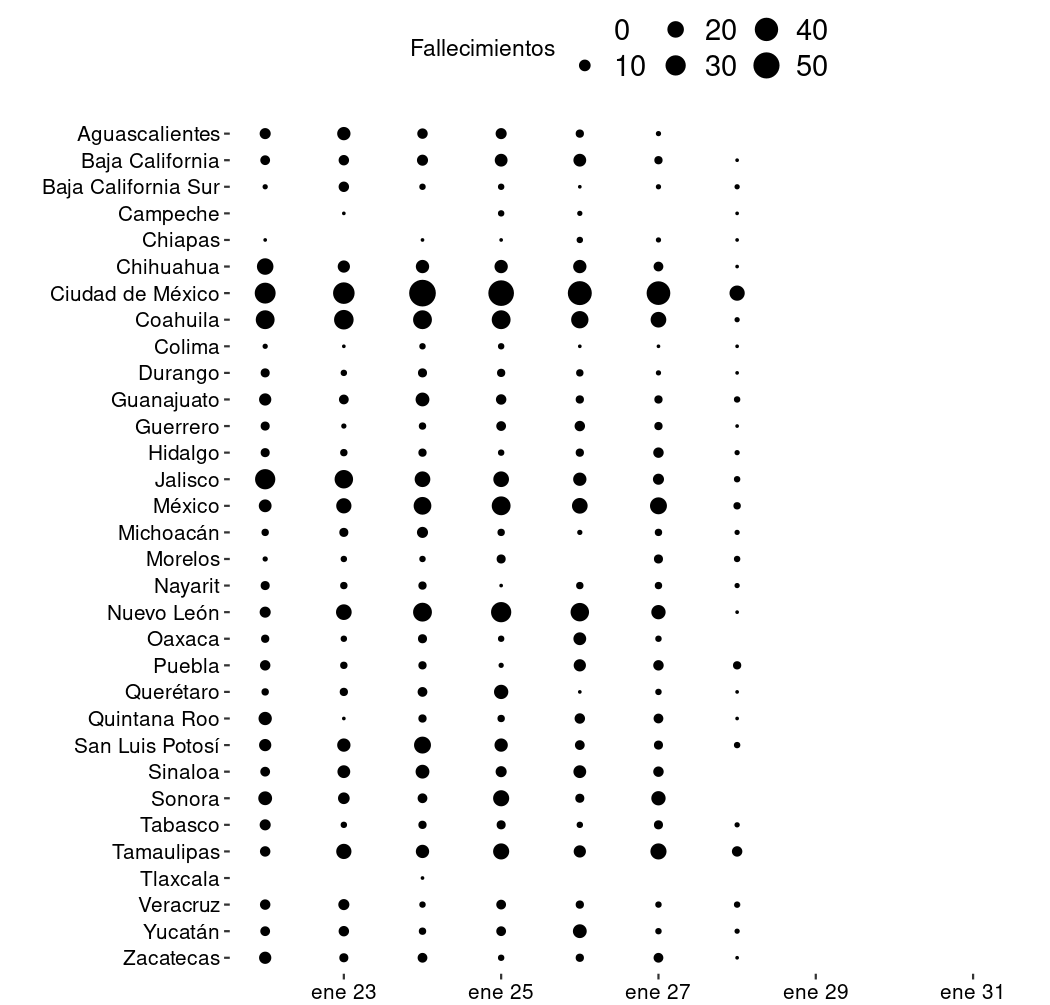 Fallecimientos
0 20 40
10 30 50
Aguascalientes
Baja California
Baja California Sur
Campeche
Chiapas
Chihuahua
Ciudad de México
Coahuila
Colima
Durango
Guanajuato
Guerrero
Hidalgo
Jalisco
México
Michoacán
Morelos
Nayarit
Nuevo León
Oaxaca
Puebla
Querétaro
Quintana Roo
San Luis Potosí
Sinaloa
Sonora
Tabasco
Tamaulipas
Tlaxcala
Veracruz
Yucatán
Zacatecas
ene 23 ene 25 ene 27 ene 29 ene 31